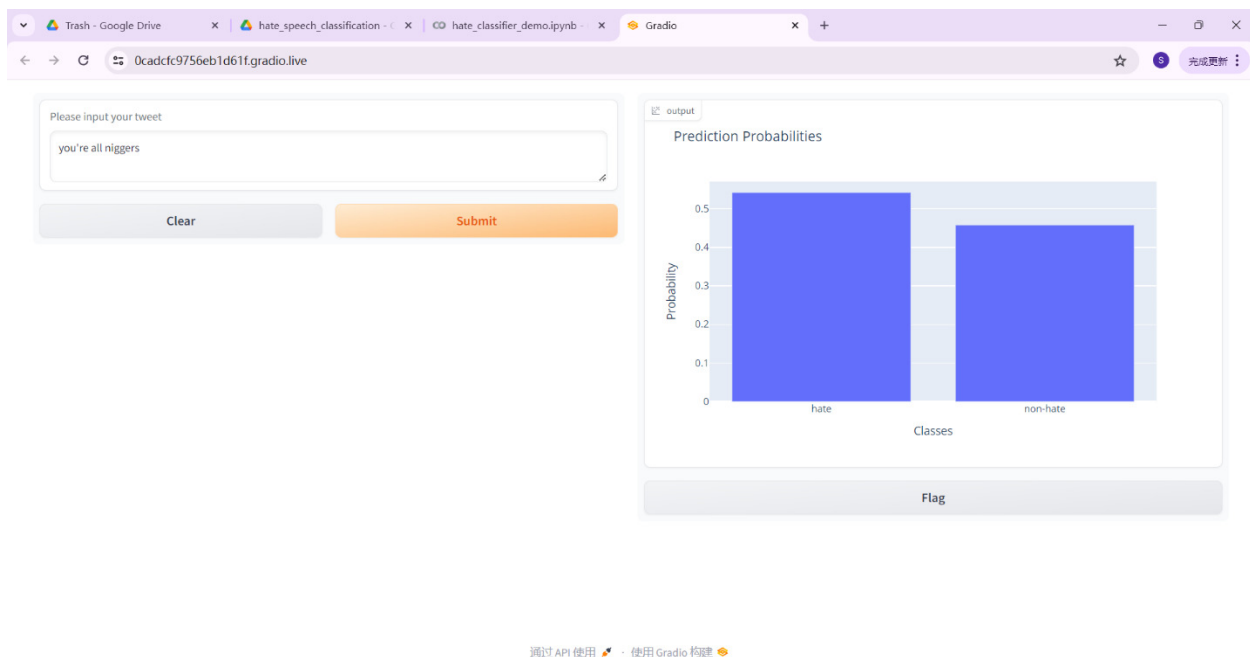 Trash - Google Drive
hate_speech_classification - G
hate_classifier_demo.ipynb -
Gradio
0cadcfc9756eb1d61f.gradio.live
S
完成更新
Please input your tweet
you're all niggers
Clear
Submit
output
Prediction Probabilities
Probability
0.5
0.4
0.3
0.2
0.1
0
hate
non-hate
Classes
Flag
通过 API 使用 · 使用 Gradio 构建